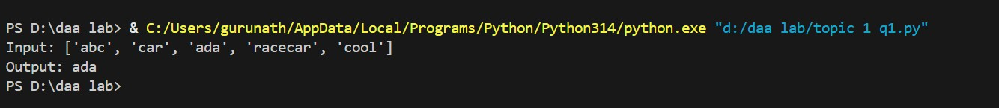 PS D:\daa lab> & C:/Users/gurunath/AppData/Local/Programs/Python/Python314/python.exe "d:/daa lab/topic 1 q1.py"
Input: ['abc', 'car', 'ada', 'racecar', 'cool']
Output: ada
PS D:\daa lab>